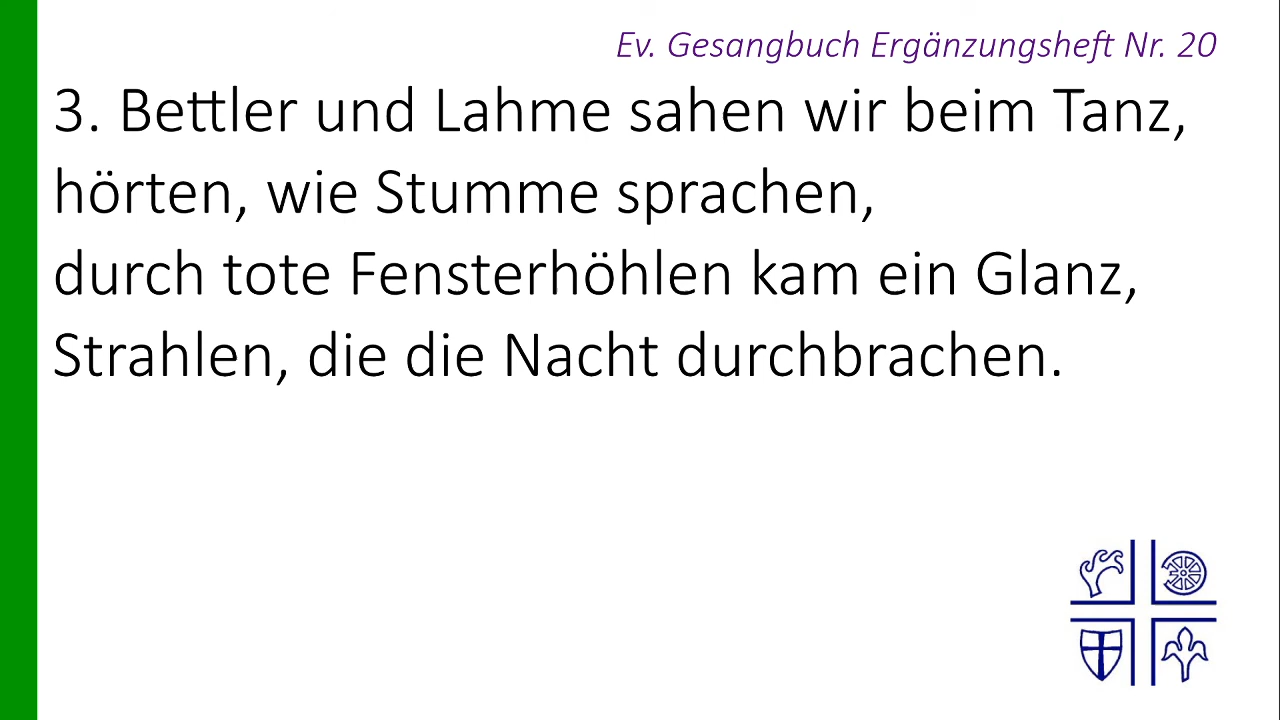 Ev. Gesangbuch Ergänzungsheft Nr. 20
3. Bettler und Lahme sahen wir beim Tanz,
hörten, wie Stumme sprachen,
durch tote Fensterhöhlen kam ein Glanz,
Strahlen, die die Nacht durchbrachen.